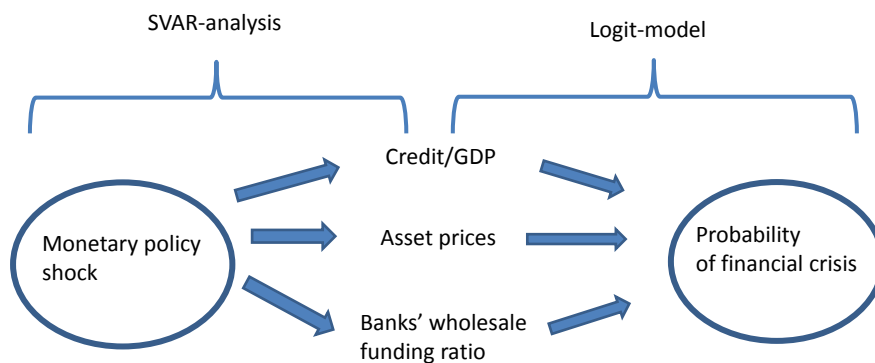 SVAR-analysis
Logit-model
Credit/GDP
Monetary policy
shock
Asset prices
Probability
of financial crisis
Banks’ wholesale
funding ratio